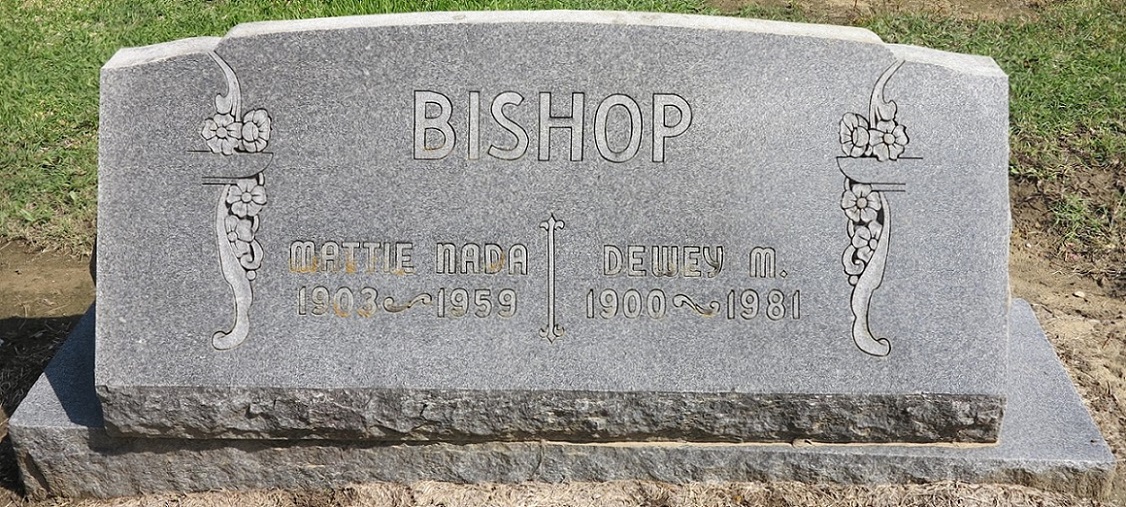 BISHOP
MATTIE NADA
1903~1959
DEWEY M.
1900~1981